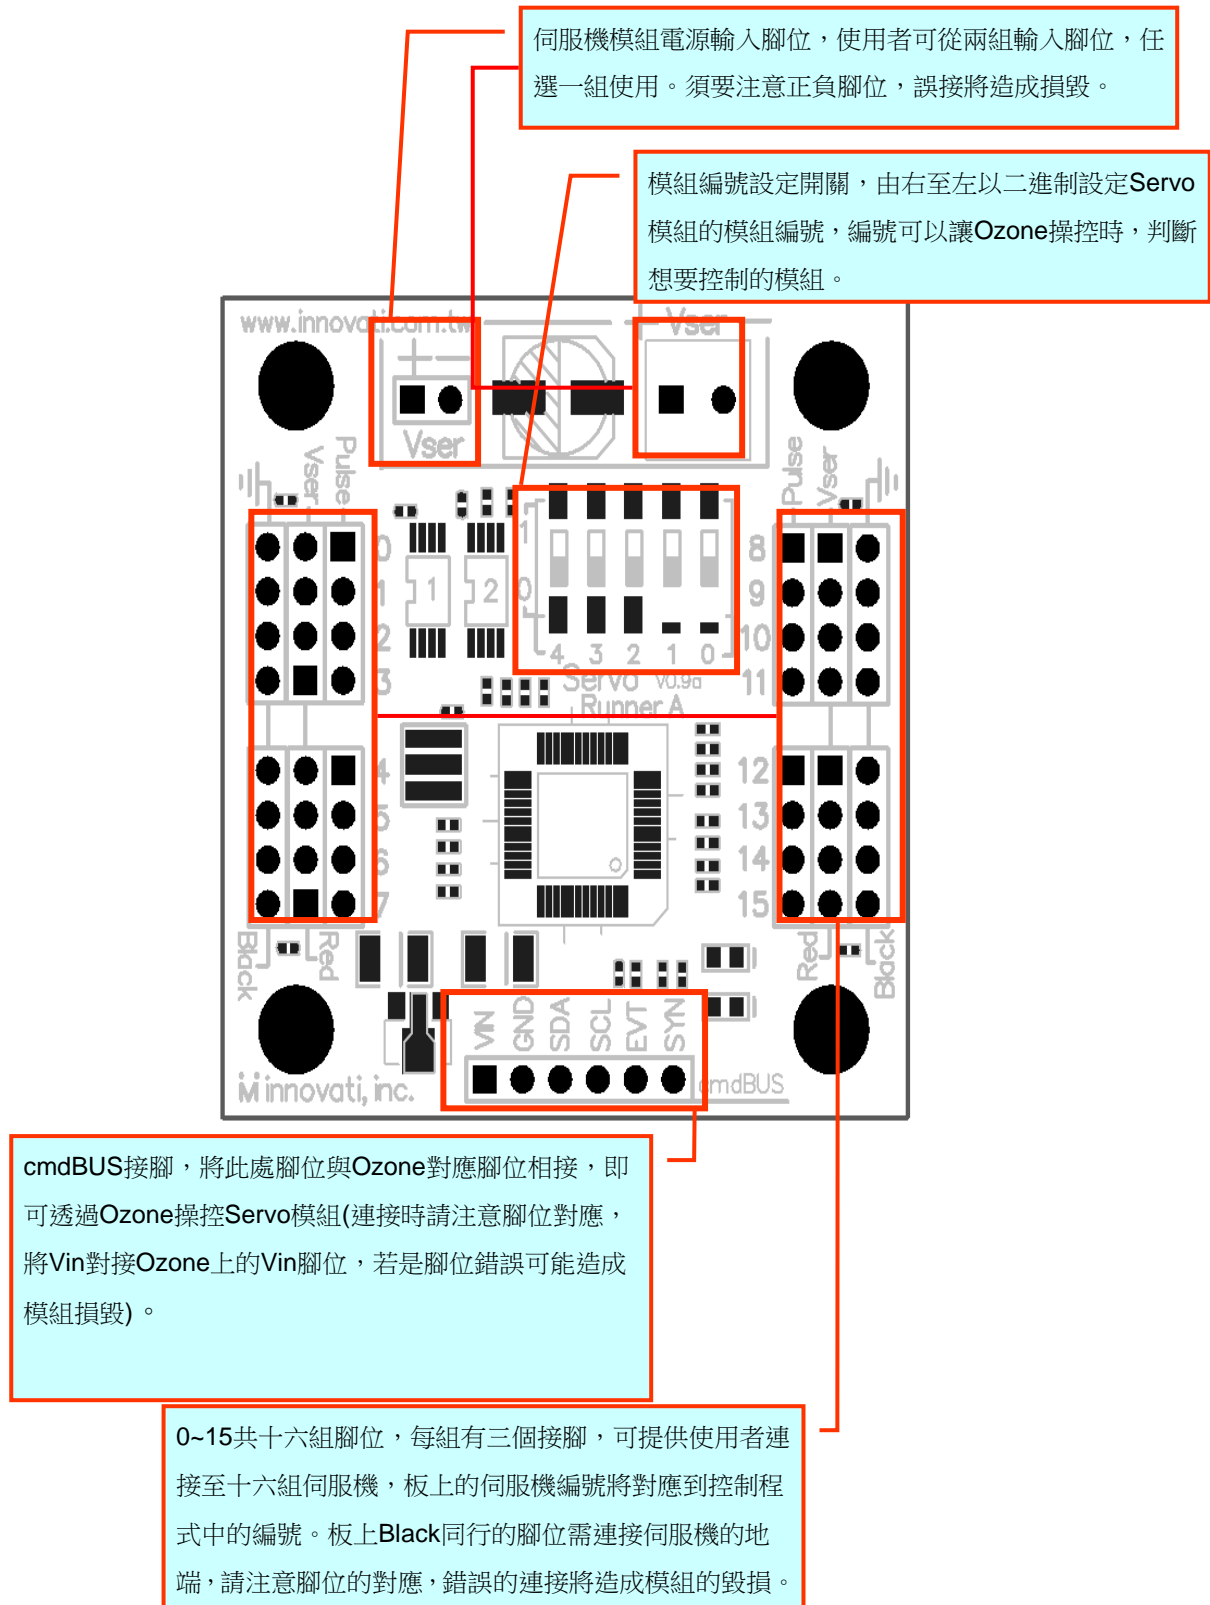 伺服機模組電源輸入腳位，使用者可從兩組輸入腳位，任
選一組使用。須要注意正負腳位，誤接將造成損毀。
模組編號設定開關，由右至左以二進制設定Servo
模組的模組編號，編號可以讓Ozone操控時，判斷
想要控制的模組。
www.innovati.com.tw
Vser
+ −
Vser
Pulse
Vser
Pulse
Vser
1
0
4 3 2 1 0
1
2
0
1
2
3
4
5
6
7
8
9
10
11
12
13
14
15
Servo V0.9a
Runner A
Black
Red
Red
Black
VIN
GND
SDA
SCL
EVT
SYN
innovati, inc.
cmdBUS
cmdBUS接腳，將此處腳位與Ozone對應腳位相接，即
可透過Ozone操控Servo模組(連接時請注意腳位對應，
將Vin對接Ozone上的Vin腳位，若是腳位錯誤可能造成
模組損毀)。
0~15共十六組腳位，每組有三個接腳，可提供使用者連
接至十六組伺服機，板上的伺服機編號將對應到控制程
式中的編號。板上Black同行的腳位需連接伺服機的地
端，請注意腳位的對應，錯誤的連接將造成模組的毀損。